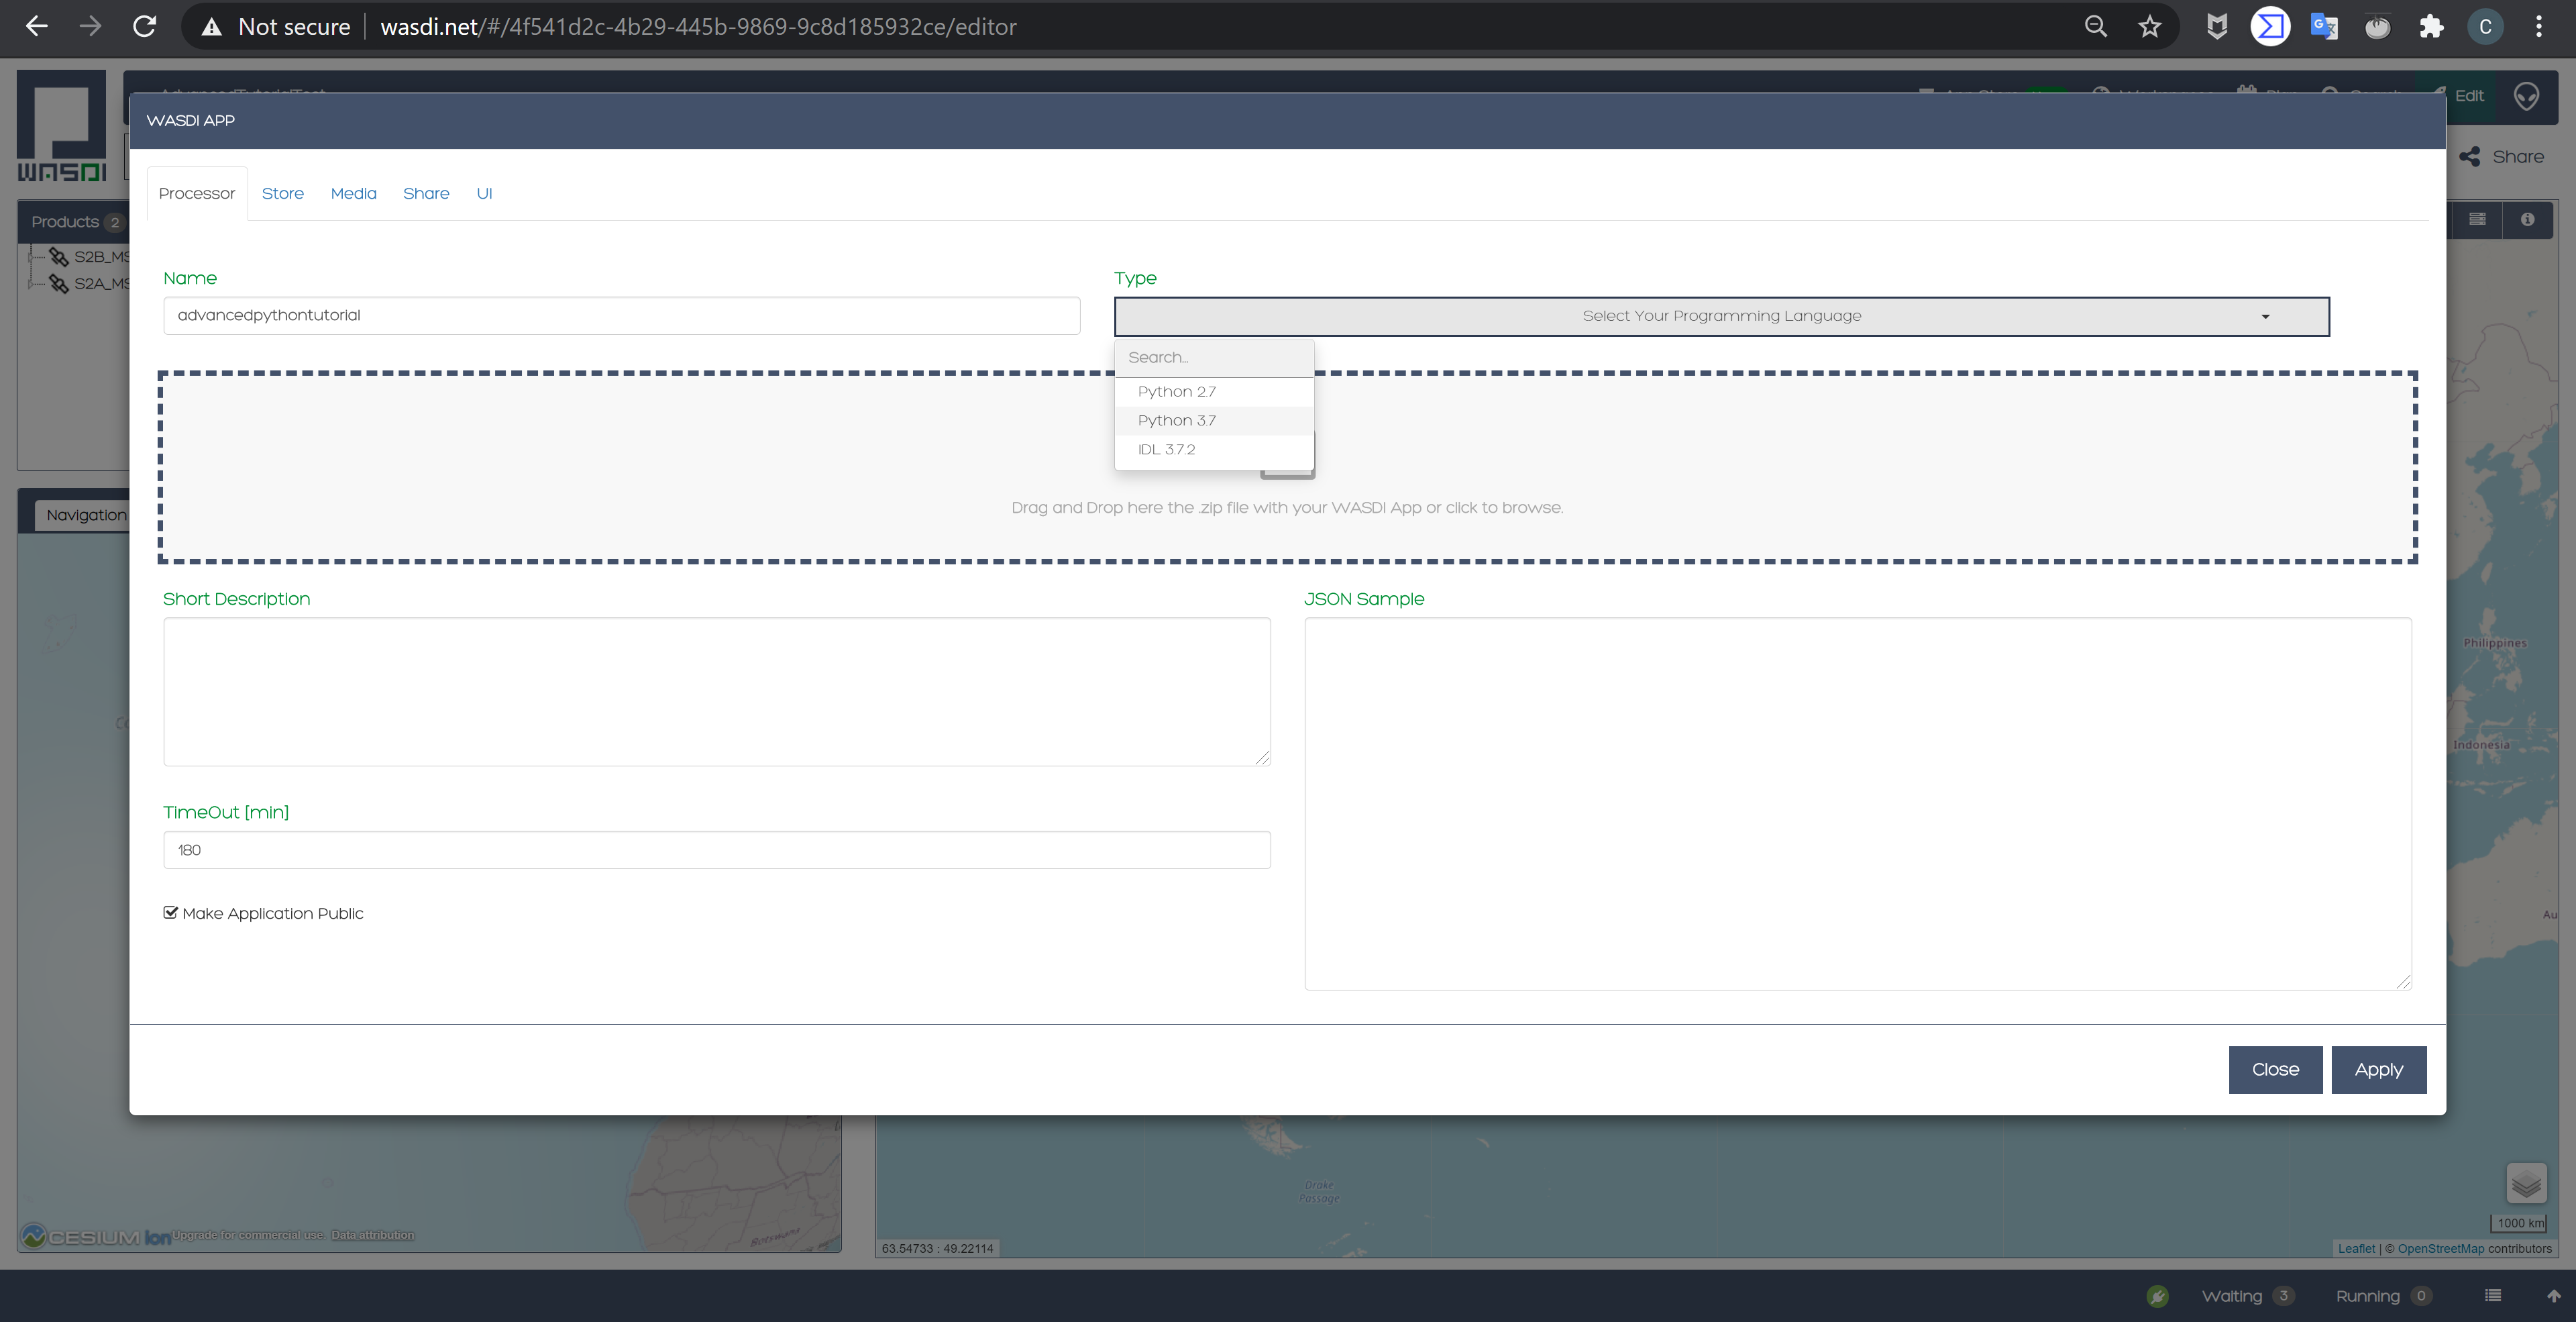 Not secure
wasdi.net/#/4f541d2c-4b29-445b-9869-9c8d185932ce/editor
C
WASDI
Edit
WASDI APP
Share
Processor
Store
Media
Share
UI
Products 2
S2B_MS
S2A_MS
Name
Type
advancedpythontutorial
Select Your Programming Language
Search...
Python 2.7
Python 3.7
IDL 3.7.2
Drag and Drop here the .zip file with your WASDI App or click to browse.
Navigation
Short Description
JSON Sample
Philippines
Indonesia
TimeOut [min]
180
Make Application Public
Au
Close
Apply
Drake
Passage
Botswana
CESIUM ion Upgrade for commercial use. Data attribution
63.54733 : 49.22114
1000 km
Leaflet | © OpenStreetMap contributors
Waiting 3
Running 0